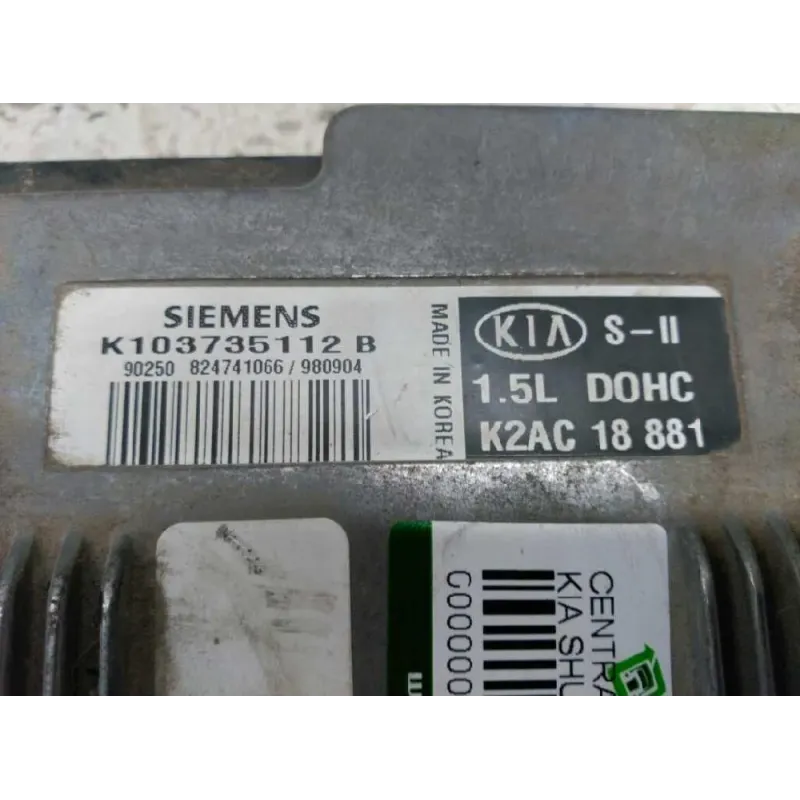 SIEMENS
K103735112 B
90250 824741066 / 980904
MADE IN KOREA
KIA S-II
1.5L DOHC
K2AC 18 881
G00000
CENTRA
KIA SHU